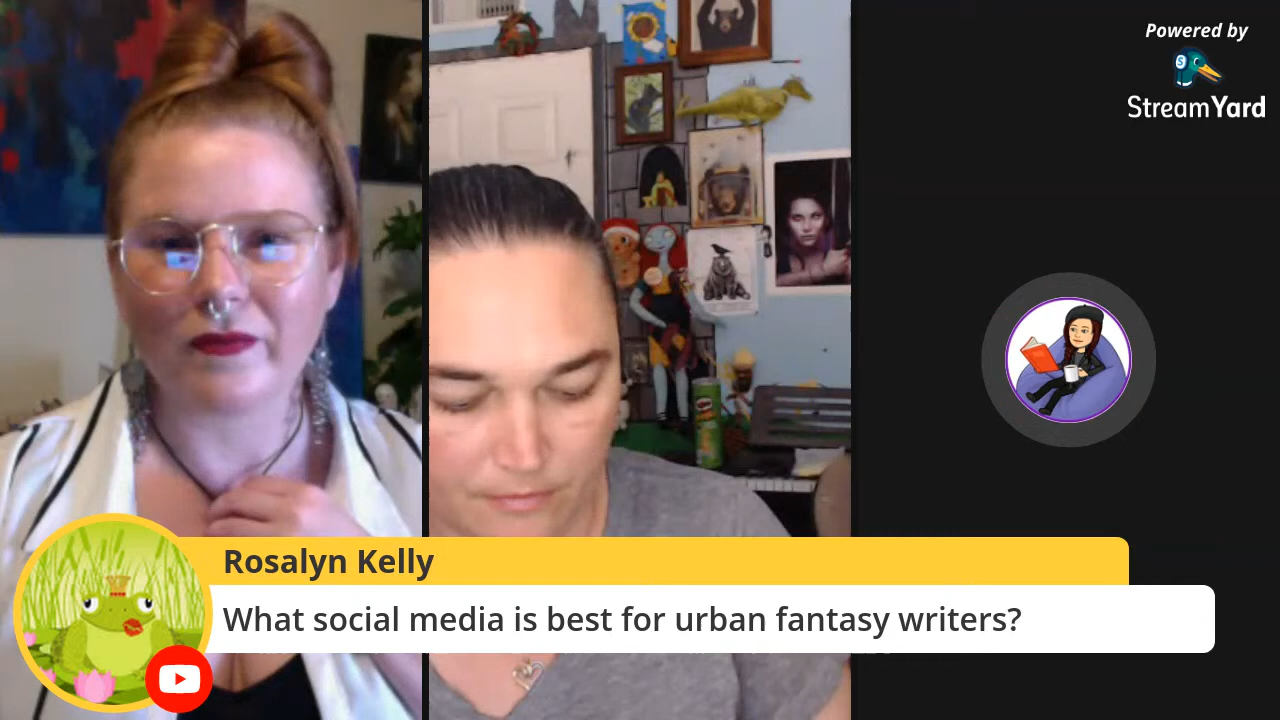 Powered by
StreamYard
Rosalyn Kelly
What social media is best for urban fantasy writers?